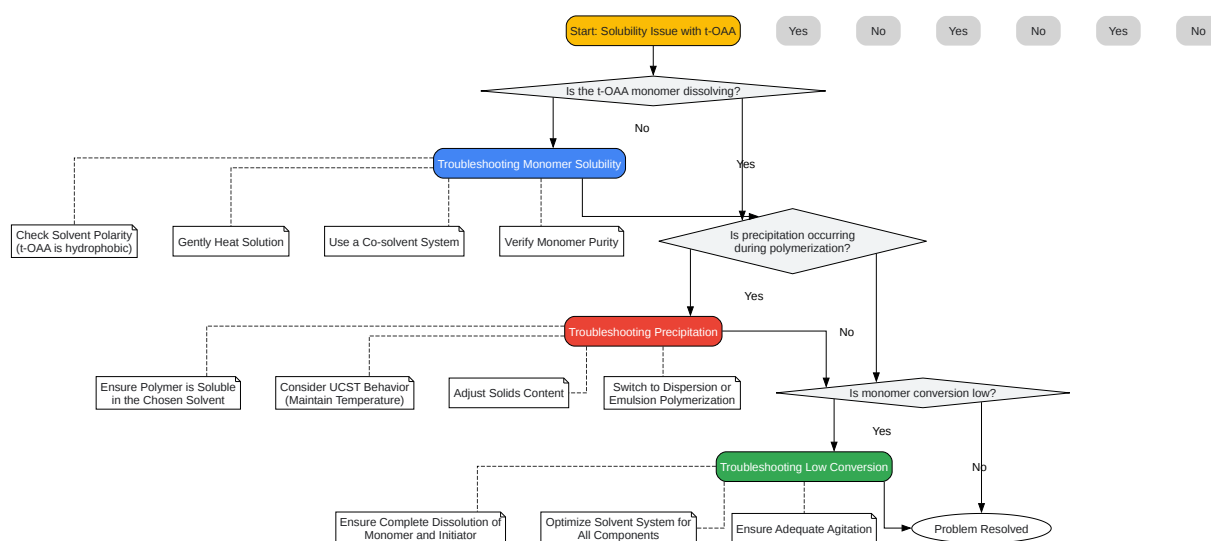 Start: Solubility Issue with t-OAA
Yes
No
Yes
No
Yes
No
Is the t-OAA monomer dissolving?
No
Yes
Troubleshooting Monomer Solubility
Check Solvent Polarity
(t-OAA is hydrophobic)
Gently Heat Solution
Use a Co-solvent System
Verify Monomer Purity
Is precipitation occurring
during polymerization?
Yes
No
Troubleshooting Precipitation
Ensure Polymer is Soluble
in the Chosen Solvent
Consider UCST Behavior
(Maintain Temperature)
Adjust Solids Content
Switch to Dispersion or
Emulsion Polymerization
Is monomer conversion low?
Yes
No
Troubleshooting Low Conversion
Ensure Complete Dissolution of
Monomer and Initiator
Optimize Solvent System for
All Components
Ensure Adequate Agitation
Problem Resolved